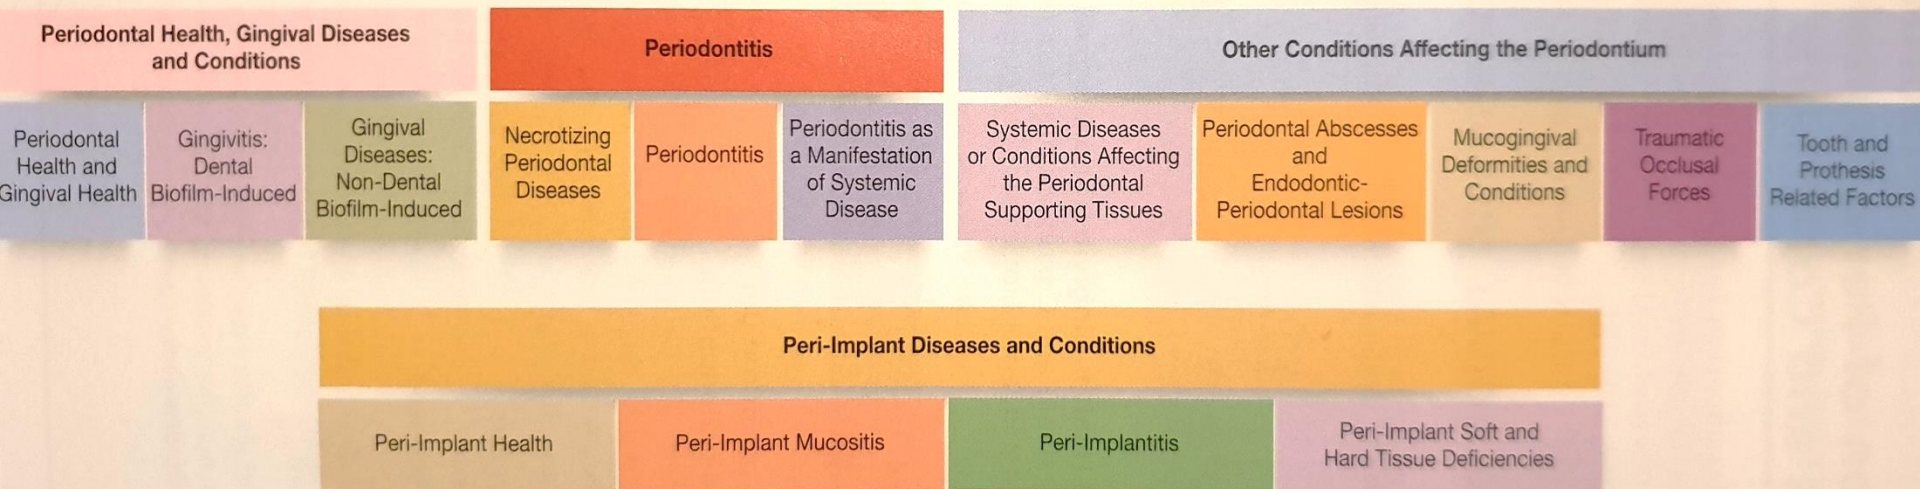 Periodontal Health, Gingival Diseases
and Conditions
Periodontitis
Other Conditions Affecting the Periodontium
Periodontal
Health and
Gingival Health
Gingivitis:
Dental
Biofilm-Induced
Gingival
Diseases:
Non-Dental
Biofilm-Induced
Necrotizing
Periodontal
Diseases
Periodontitis
Periodontitis as
a Manifestation
of Systemic
Disease
Systemic Diseases
or Conditions Affecting
the Periodontal
Supporting Tissues
Periodontal Abscesses
and
Endodontic-
Periodontal Lesions
Mucogingival
Deformities and
Conditions
Traumatic
Occlusal
Forces
Tooth and
Prothesis
Related Factors
Peri-Implant Diseases and Conditions
Peri-Implant Health
Peri-Implant Mucositis
Peri-Implantitis
Peri-Implant Soft and
Hard Tissue Deficiencies